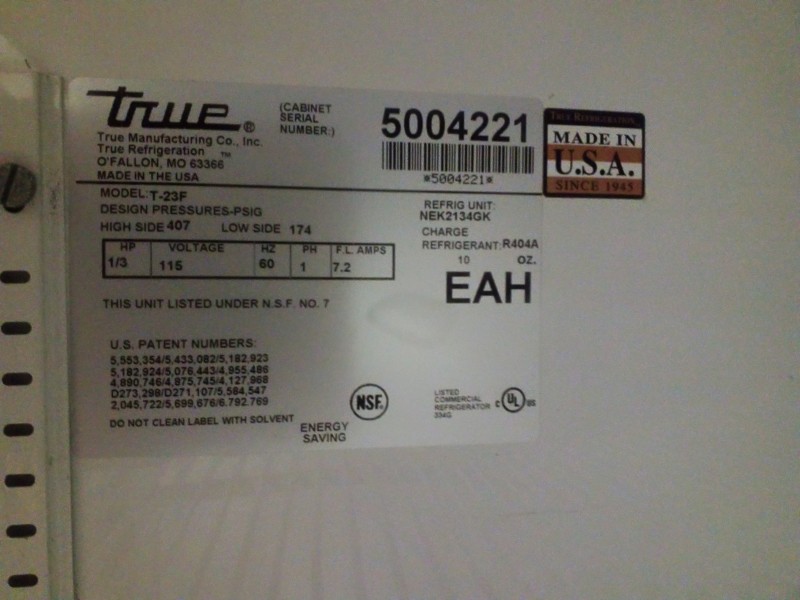 true®
True Manufacturing Co., Inc.
True Refrigeration ™
O'FALLON, MO 63366
MADE IN THE USA
(CABINET
SERIAL
NUMBER:)
5004221
*5004221*
TRUE REFRIGERATION
MADE IN
U.S.A.
SINCE 1945
MODEL: T-23F
DESIGN PRESSURES-PSIG
HIGH SIDE 407 LOW SIDE 174
REFRIG UNIT:
NEK2134GK
CHARGE
REFRIGERANT: R404A
10 OZ.
HP VOLTAGE HZ PH F.L. AMPS
1/3 115 60 1 7.2
EAH
THIS UNIT LISTED UNDER N.S.F. NO. 7
U.S. PATENT NUMBERS:
5,553,354/5,433,082/5,182,923
5,182,924/5,076,443/4,955,486
4,890,746/4,875,745/4,127,968
D273,298/D271,107/5,584,547
2,045,722/5,699,676/6.792.769
DO NOT CLEAN LABEL WITH SOLVENT
ENERGY
SAVING
NSF.
LISTED
COMMERCIAL
REFRIGERATOR
334G
C UL US